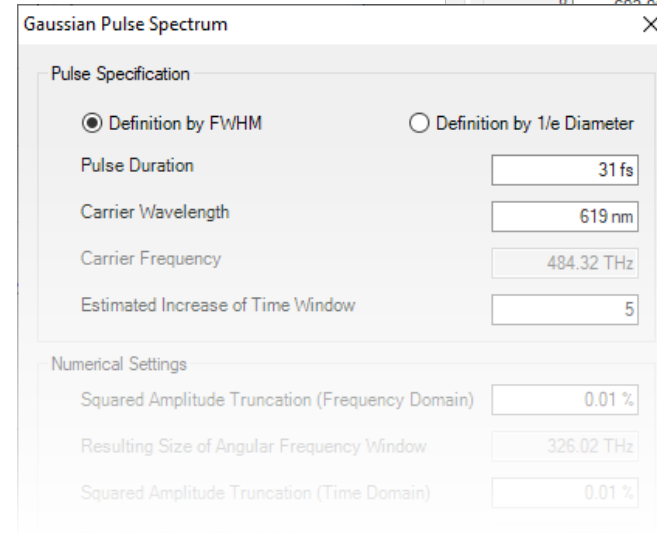 Gaussian Pulse Spectrum
Pulse Specification
Definition by FWHM Definition by 1/e Diameter
Pulse Duration 31 fs
Carrier Wavelength 619 nm
Carrier Frequency 484.32 THz
Estimated Increase of Time Window 5
Numerical Settings
Squared Amplitude Truncation (Frequency Domain) 0.01 %
Resulting Size of Angular Frequency Window 326.02 THz
Squared Amplitude Truncation (Time Domain) 0.01 %